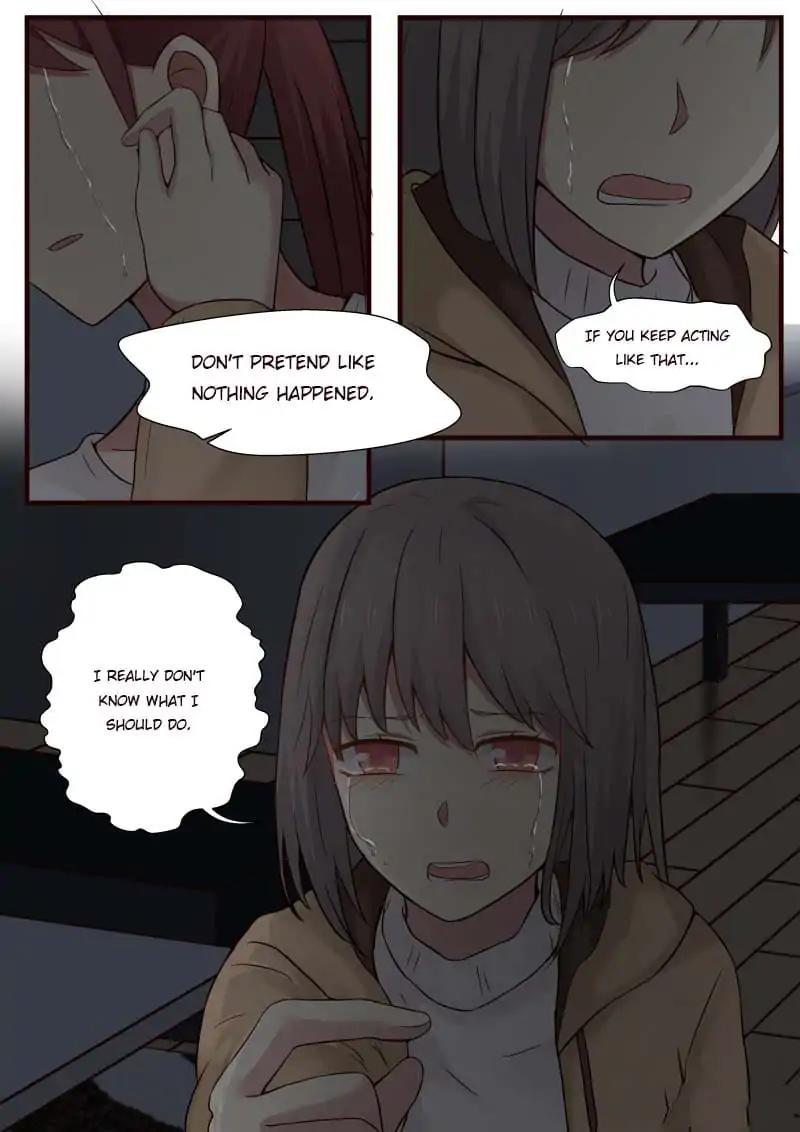 DON'T PRETEND LIKE
NOTHING HAPPENED.
IF YOU KEEP ACTING
LIKE THAT...
I REALLY DON'T
KNOW WHAT I
SHOULD DO.